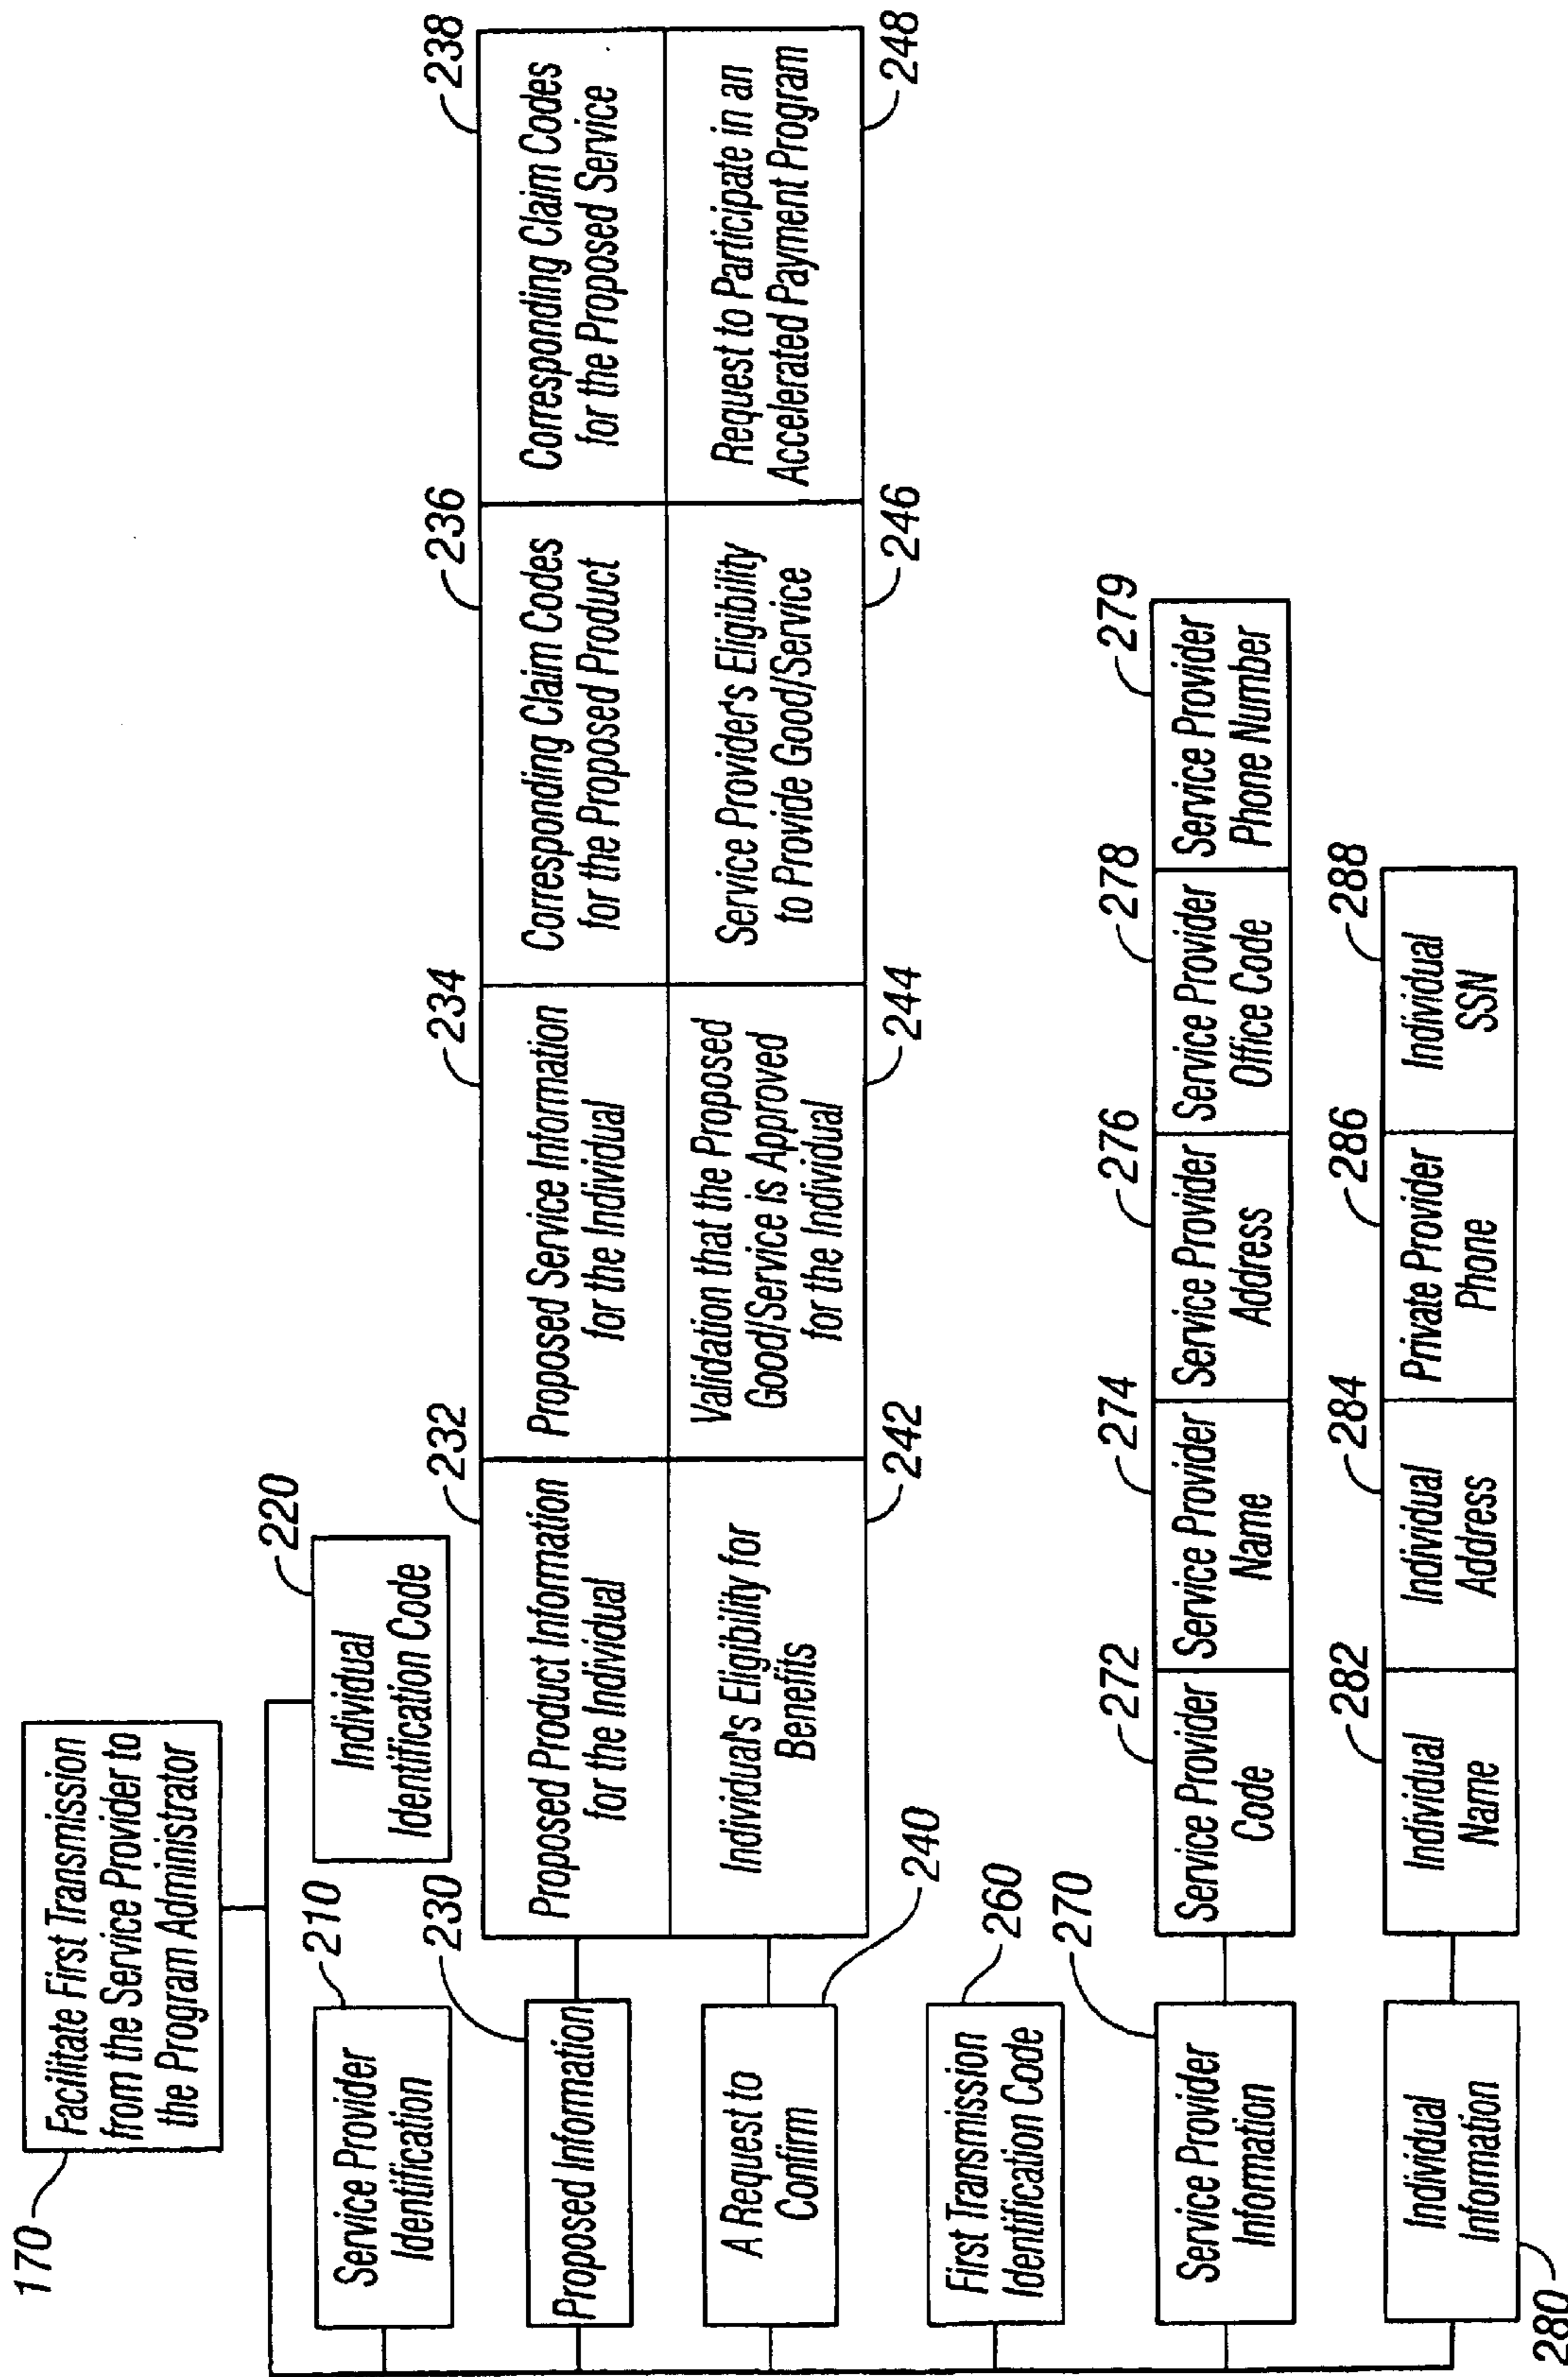 170
Facilitate First Transmission
from the Service Provider to
the Program Administrator
Service Provider
Identification
210
Individual
Identification Code
220
Proposed Information
230
Proposed Product Information
for the Individual
232
Proposed Service Information
for the Individual
234
Corresponding Claim Codes
for the Proposed Product
236
Corresponding Claim Codes
for the Proposed Service
238
A Request to
Confirm
240
Individual's Eligibility for
Benefits
242
Validation that the Proposed
Good/Service is Approved
for the Individual
244
Service Provider's Eligibility
to Provide Good/Service
246
Request to Participate in an
Accelerated Payment Program
248
First Transmission
Identification Code
260
Service Provider
Information
270
Service Provider
Code
272
Service Provider
Name
274
Service Provider
Address
276
Service Provider
Office Code
278
Service Provider
Phone Number
279
Individual
Information
280
Individual
Name
282
Individual
Address
284
Private Provider
Phone
286
Individual
SSN
288